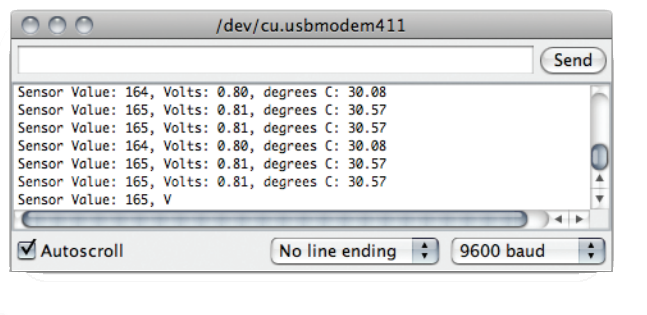 /dev/cu.usbmodem411
Send
Sensor Value: 164, Volts: 0.80, degrees C: 30.08
Sensor Value: 165, Volts: 0.81, degrees C: 30.57
Sensor Value: 165, Volts: 0.81, degrees C: 30.57
Sensor Value: 164, Volts: 0.80, degrees C: 30.08
Sensor Value: 165, Volts: 0.81, degrees C: 30.57
Sensor Value: 165, Volts: 0.81, degrees C: 30.57
Sensor Value: 165, V
Autoscroll No line ending 9600 baud